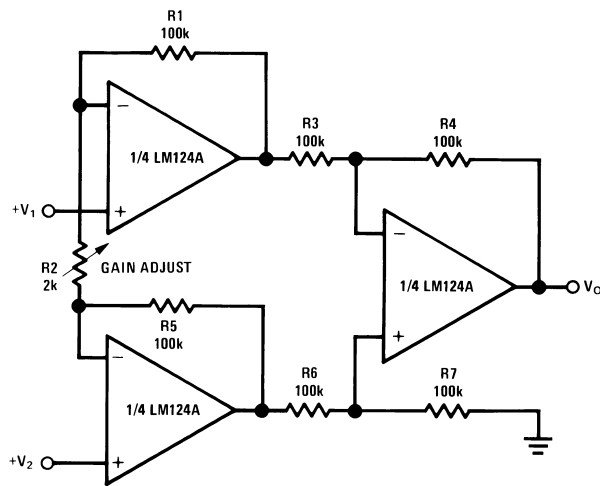 R1
100k
1/4 LM124A
+V1
R2
2k
GAIN ADJUST
R3
100k
R4
100k
1/4 LM124A
VO
R5
100k
1/4 LM124A
+V2
R6
100k
R7
100k